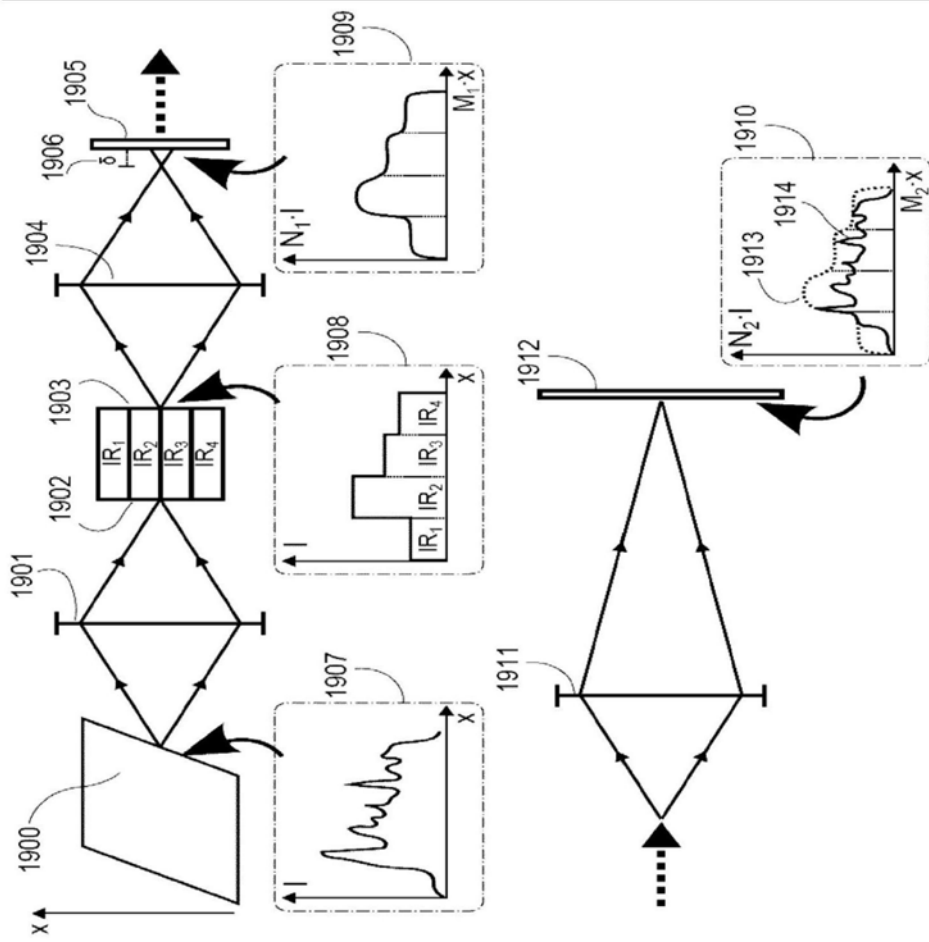 x
1900
1901
1902
1903
1904
1906
1905
δ
IR₁
IR₂
IR₃
IR₄
1907
I
x
1908
I
IR₁
IR₂
IR₃
IR₄
x
1909
N₁·I
M₁·x
1911
1912
1910
1913
1914
N₂·I
M₂·x